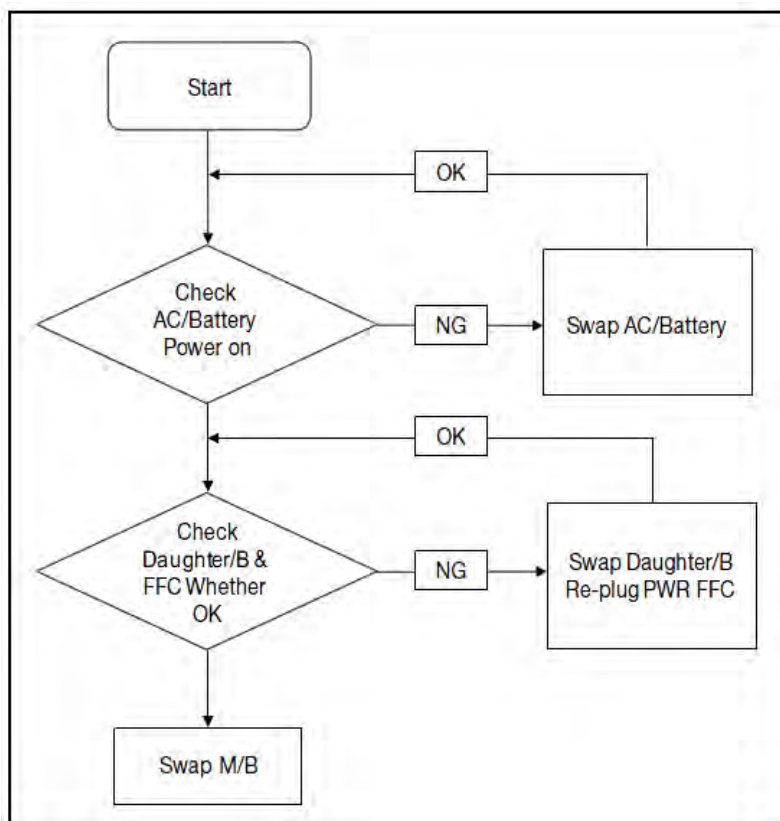 Start
OK
Check
AC/Battery
Power on
NG
Swap AC/Battery
OK
Check
Daughter/B &
FFC Whether
OK
NG
Swap Daughter/B
Re-plug PWR FFC
Swap M/B